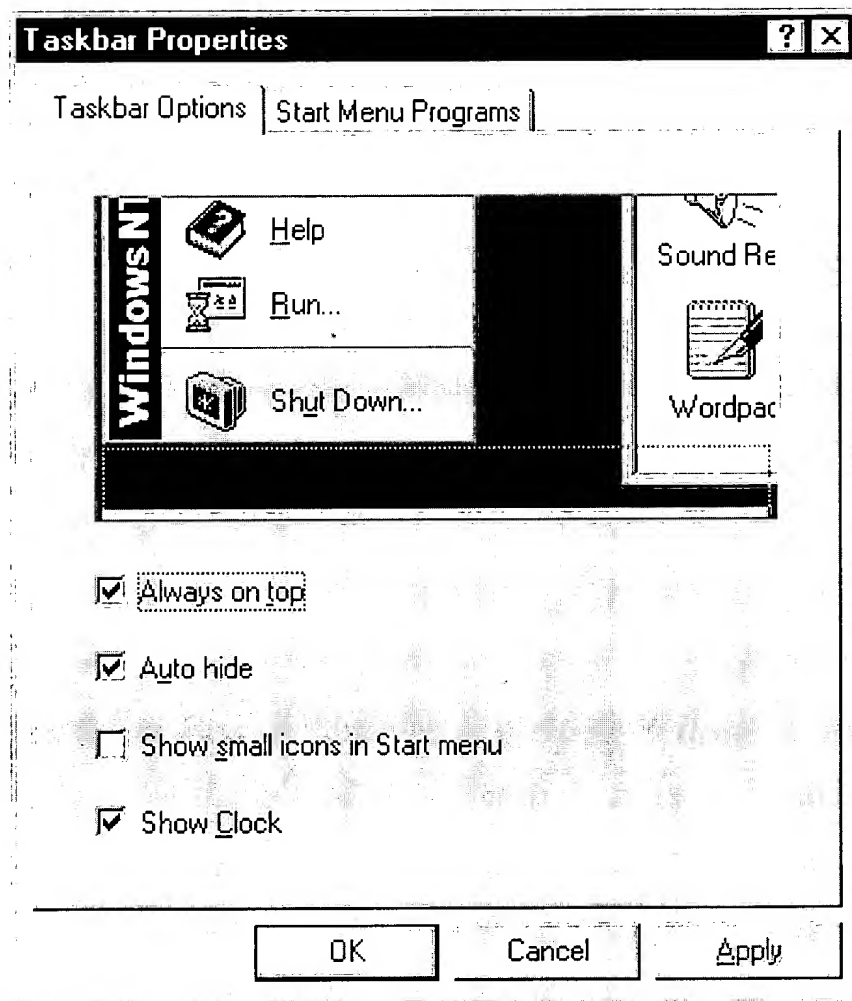 Taskbar Properties
Taskbar Options
Start Menu Programs
Windows NT
Help
Run...
Shut Down...
Sound Re
Wordpad
Always on top
Auto hide
Show small icons in Start menu
Show Clock
OK
Cancel
Apply